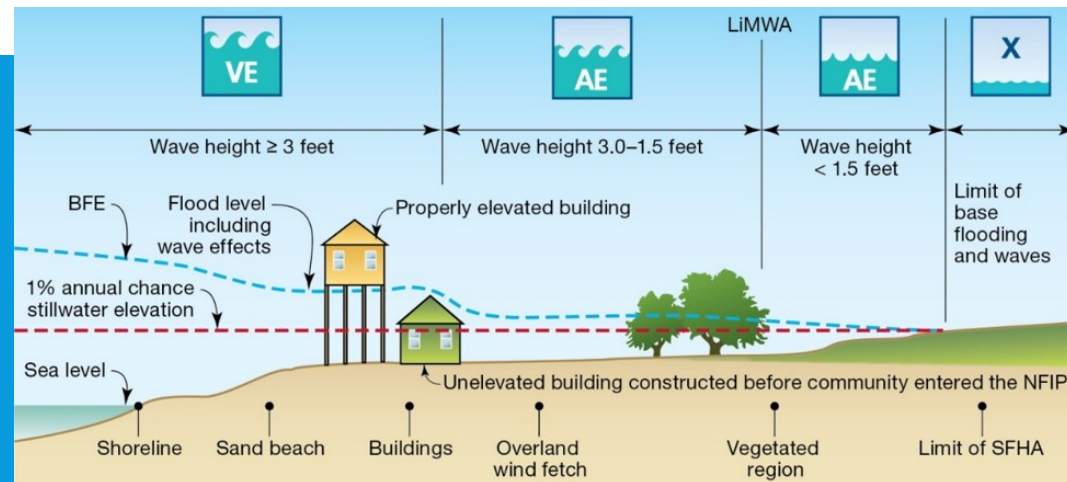 LiMWA
VE
AE
AE
X
Wave height ≥ 3 feet
Wave height 3.0–1.5 feet
Wave height
< 1.5 feet
Limit of
base
flooding
and waves
BFE
Flood level
including
wave effects
Properly elevated building
1% annual chance
stillwater elevation
Sea level
Unelevated building constructed before community entered the NFIP
Shoreline
Sand beach
Buildings
Overland
wind fetch
Vegetated
region
Limit of SFHA